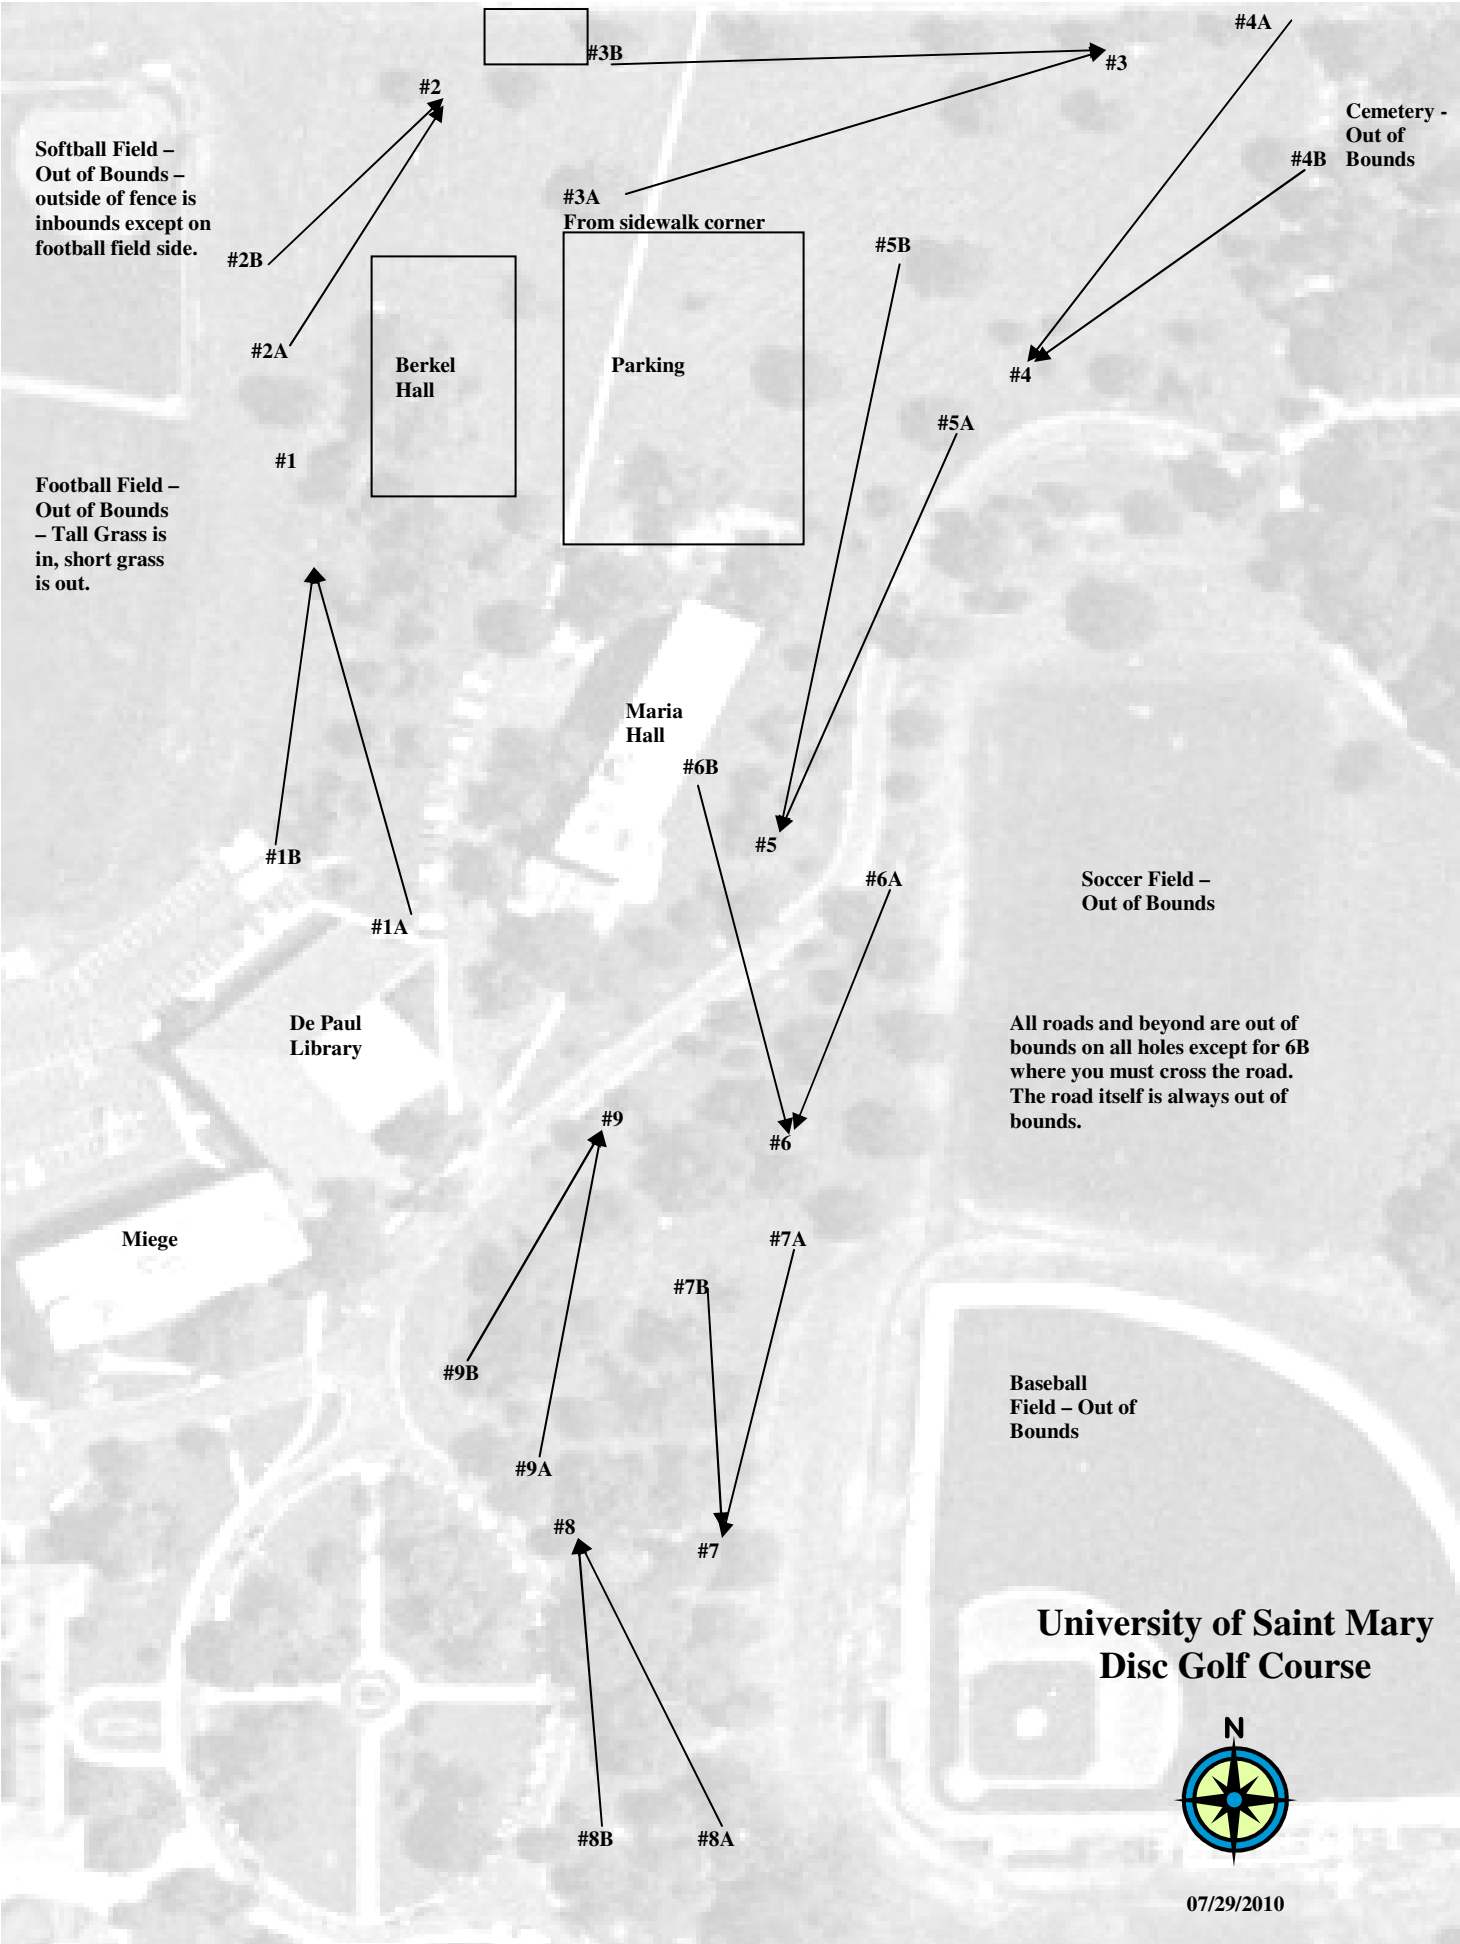 #4A
#3B
#3
#2
Cemetery -
Out of
Bounds
#4B
Softball Field –
Out of Bounds –
outside of fence is
inbounds except on
football field side.
#3A
From sidewalk corner
#5B
#2B
#2A
Berkel
Hall
Parking
#4
#5A
#1
Football Field –
Out of Bounds
– Tall Grass is
in, short grass
is out.
Maria
Hall
#6B
#5
#1B
#6A
Soccer Field –
Out of Bounds
#1A
De Paul
Library
All roads and beyond are out of
bounds on all holes except for 6B
where you must cross the road.
The road itself is always out of
bounds.
#9
#6
Miege
#7A
#7B
#9B
Baseball
Field – Out of
Bounds
#9A
#8
#7
University of Saint Mary
Disc Golf Course
N
#8B
#8A
07/29/2010